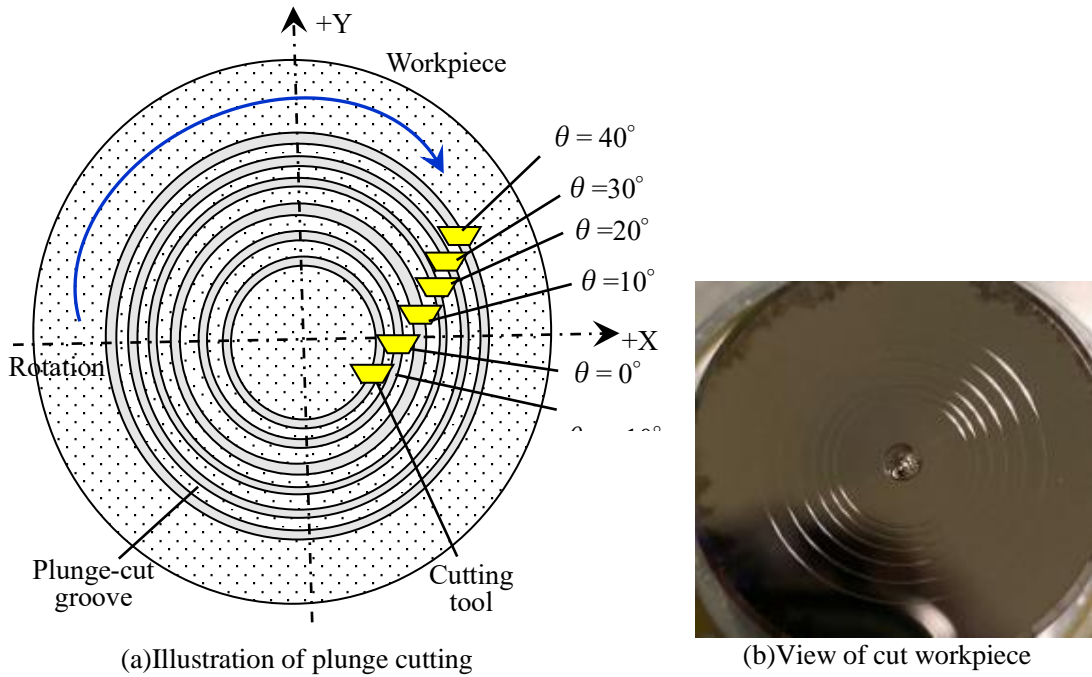 +Y
Workpiece
θ = 40°
θ =30°
θ =20°
θ =10°
+X
Rotation
θ = 0°
Plunge-cut
groove
Cutting
tool
(a)Illustration of plunge cutting
(b)View of cut workpiece